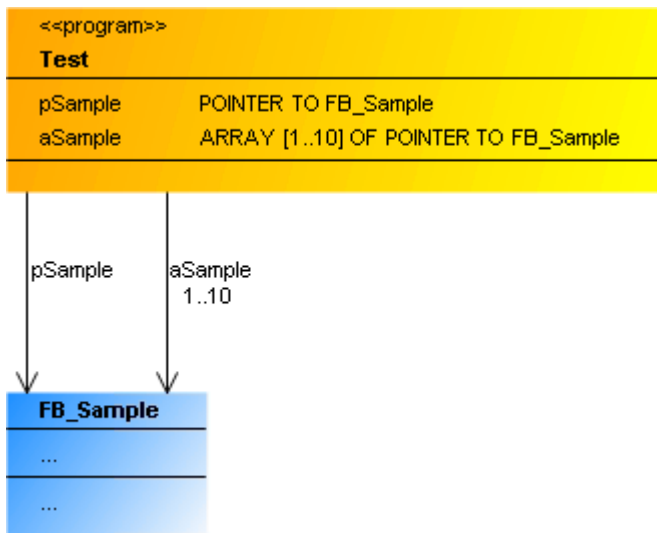 <<program>>
Test
pSample POINTER TO FB_Sample
aSample ARRAY [1..10] OF POINTER TO FB_Sample
pSample aSample
1..10
FB_Sample
...
...